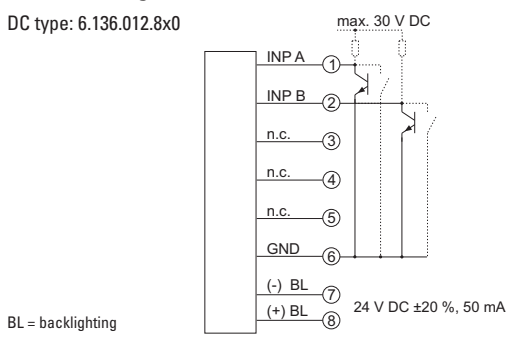 DC type: 6.136.012.8x0
max. 30 V DC
INP A 1
INP B 2
n.c. 3
n.c. 4
n.c. 5
GND 6
(-) BL 7
(+) BL 8
24 V DC ±20 %, 50 mA
BL = backlighting